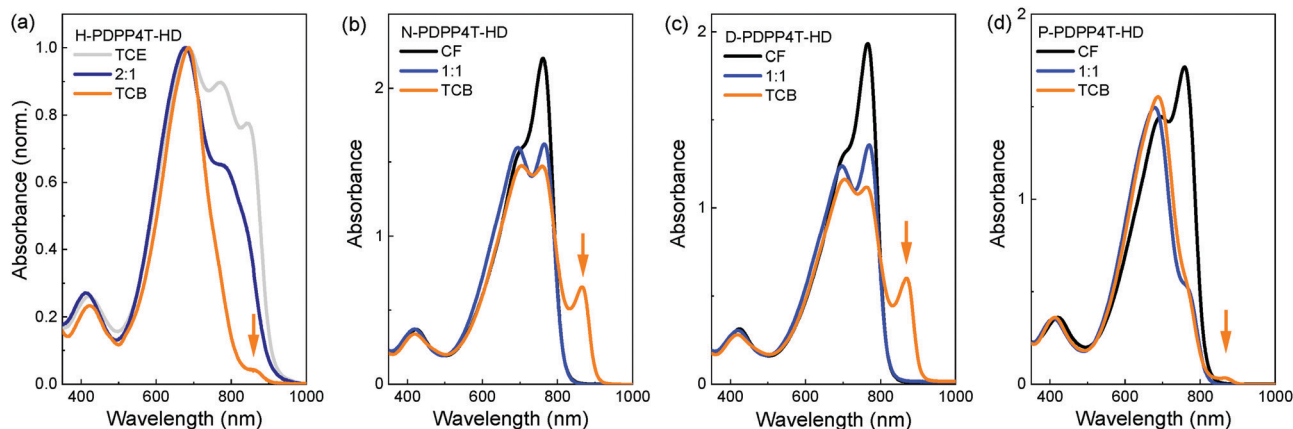 (a)
H-PDPP4T-HD
TCE
2:1
TCB
Absorbance (norm.)
1.0
0.8
0.6
0.4
0.2
0.0
400
600
800
1000
Wavelength (nm)
(b)
N-PDPP4T-HD
CF
1:1
TCB
Absorbance
2
1
0
400
600
800
1000
Wavelength (nm)
(c)
D-PDPP4T-HD
CF
1:1
TCB
Absorbance
2
1
0
400
600
800
1000
Wavelength (nm)
(d)
P-PDPP4T-HD
CF
1:1
TCB
Absorbance
2
1
0
400
600
800
1000
Wavelength (nm)